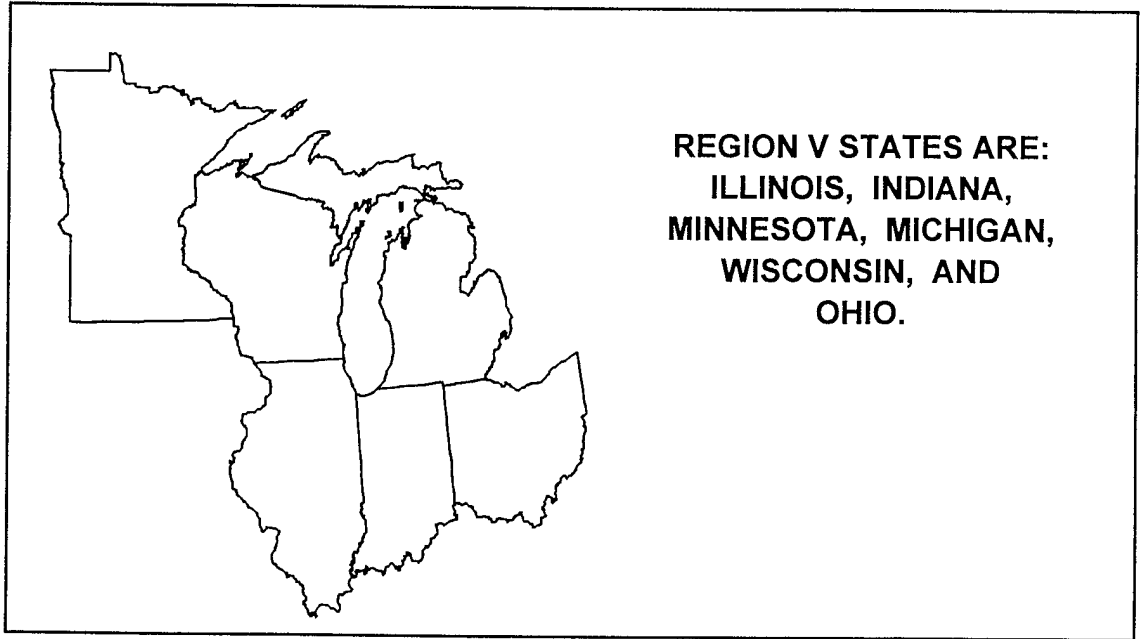 REGION V STATES ARE:
ILLINOIS, INDIANA,
MINNESOTA, MICHIGAN,
WISCONSIN, AND
OHIO.